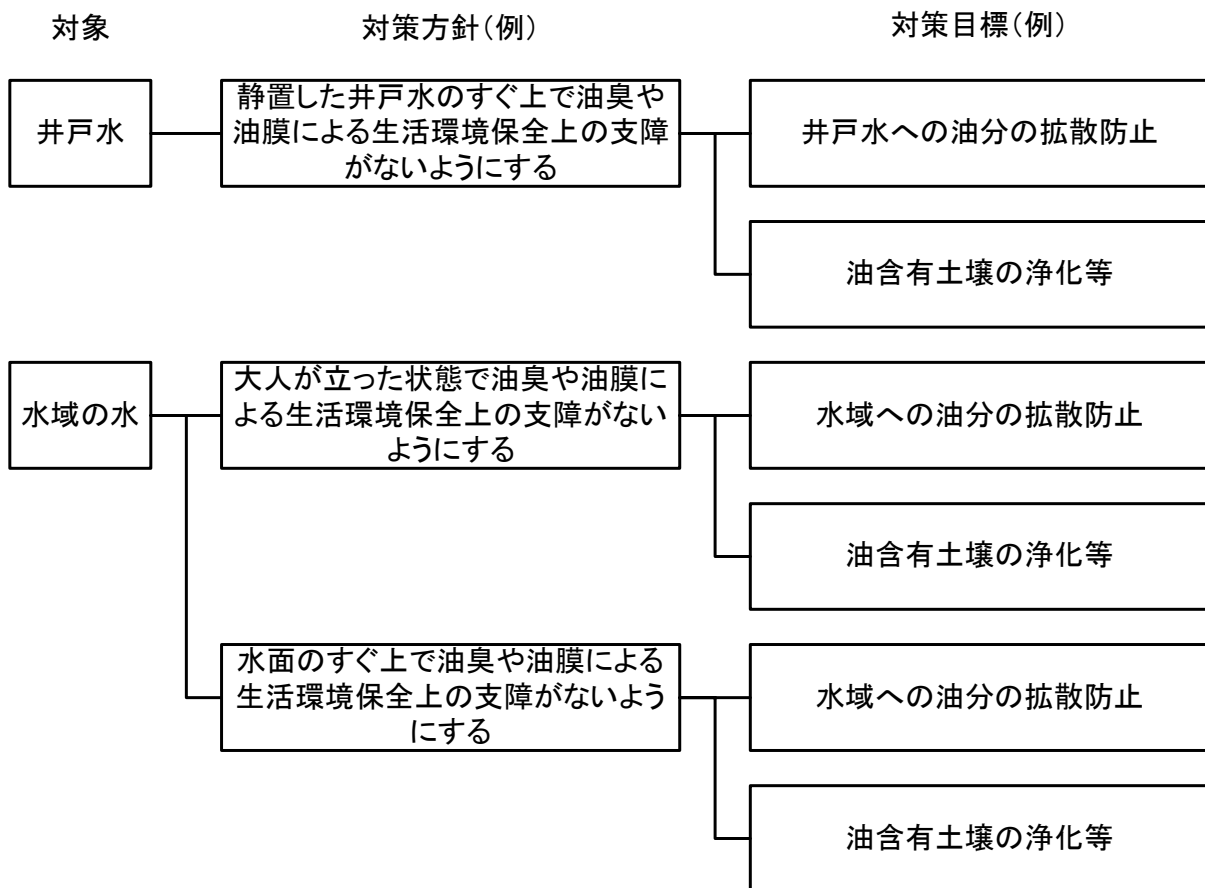 対象
対策方針（例）
対策目標（例）
井戸水
静置した井戸水のすぐ上で油臭や
油膜による生活環境保全上の支障
がないようにする
井戸水への油分の拡散防止
油含有土壌の浄化等
水域の水
大人が立った状態で油臭や油膜に
よる生活環境保全上の支障がない
ようにする
水域への油分の拡散防止
油含有土壌の浄化等
水面のすぐ上で油臭や油膜による
生活環境保全上の支障がないよう
にする
水域への油分の拡散防止
油含有土壌の浄化等